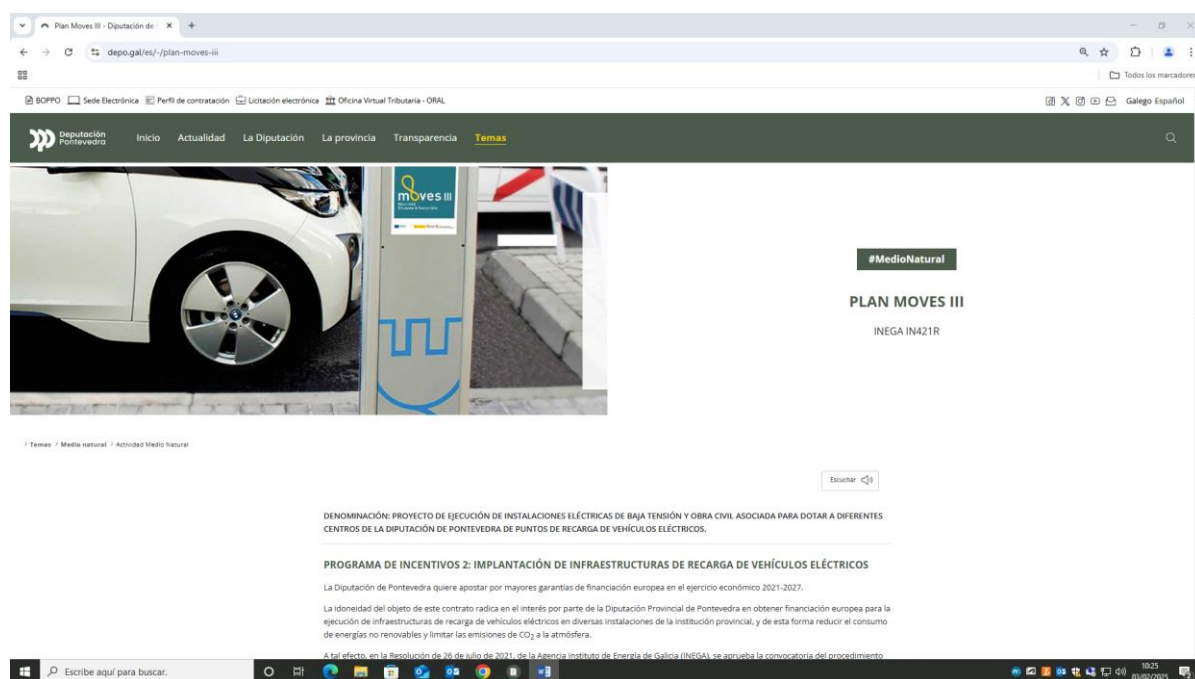 Plan Moves III - Diputación de
depo.gal/es/-/plan-moves-iii
Todos los marcadores
BOPPO Sede Electrónica Perfil de contratación Licitación electrónica Oficina Virtual Tributaria - ORAL
Galego Español
Deputación
Pontevedra
Inicio Actualidad La Diputación La provincia Transparencia Temas
moves III
#MedioNatural
PLAN MOVES III
INEGA IN421R
Temas > Medio natural > Actividad Medio Natural
Escuchar
DENOMINACIÓN: PROYECTO DE EJECUCIÓN DE INSTALACIONES ELÉCTRICAS DE BAJA TENSIÓN Y OBRA CIVIL ASOCIADA PARA DOTAR A DIFERENTES
CENTROS DE LA DIPUTACIÓN DE PONTEVEDRA DE PUNTOS DE RECARGA DE VEHÍCULOS ELÉCTRICOS.
PROGRAMA DE INCENTIVOS 2: IMPLANTACIÓN DE INFRAESTRUCTURAS DE RECARGA DE VEHÍCULOS ELÉCTRICOS
La Diputación de Pontevedra quiere apostar por mayores garantías de financiación europea en el ejercicio económico 2021-2027.
La idoneidad del objeto de este contrato radica en el interés por parte de la Diputación Provincial de Pontevedra en obtener financiación europea para la
ejecución de infraestructuras de recarga de vehículos eléctricos en diversas instalaciones de la institución provincial, y de esta forma reducir el consumo
de energías no renovables y limitar las emisiones de CO₂ a la atmósfera.
A tal efecto, en la Resolución de 26 de julio de 2021, de la Agencia Instituto de Energía de Galicia (INEGA), se aprueba la convocatoria del procedimiento
Escribe aquí para buscar.
10:25
03/02/2025